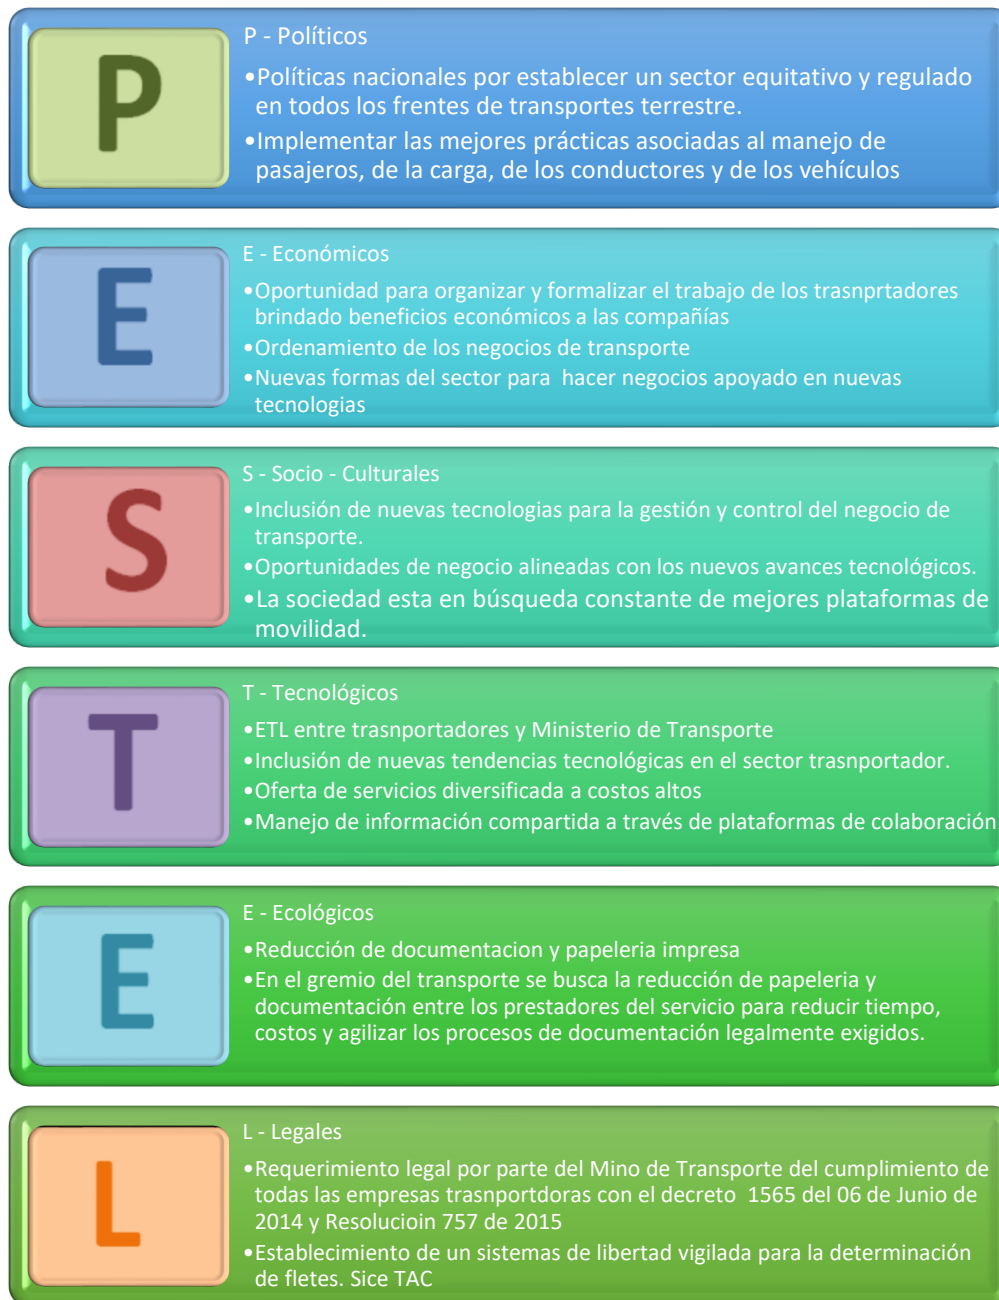 P
P - Políticos
•Políticas nacionales por establecer un sector equitativo y regulado
en todos los frentes de transportes terrestre.
•Implementar las mejores prácticas asociadas al manejo de
pasajeros, de la carga, de los conductores y de los vehículos
E
E - Económicos
•Oportunidad para organizar y formalizar el trabajo de los trasnprtadores
brindado beneficios económicos a las compañías
•Ordenamiento de los negocios de transporte
•Nuevas formas del sector para hacer negocios apoyado en nuevas
tecnologias
S
S - Socio - Culturales
•Inclusión de nuevas tecnologias para la gestión y control del negocio de
transporte.
•Oportunidades de negocio alineadas con los nuevos avances tecnológicos.
•La sociedad esta en búsqueda constante de mejores plataformas de
movilidad.
T
T - Tecnológicos
•ETL entre trasnportadores y Ministerio de Transporte
•Inclusión de nuevas tendencias tecnológicas en el sector trasnportador.
•Oferta de servicios diversificada a costos altos
•Manejo de información compartida a través de plataformas de colaboración
E
E - Ecológicos
•Reducción de documentacion y papeleria impresa
•En el gremio del transporte se busca la reducción de papeleria y
documentación entre los prestadores del servicio para reducir tiempo,
costos y agilizar los procesos de documentación legalmente exigidos.
L
L - Legales
•Requerimiento legal por parte del Mino de Transporte del cumplimiento de
todas las empresas trasnportdoras con el decreto 1565 del 06 de Junio de
2014 y Resolucioin 757 de 2015
•Establecimiento de un sistemas de libertad vigilada para la determinación
de fletes. Sice TAC